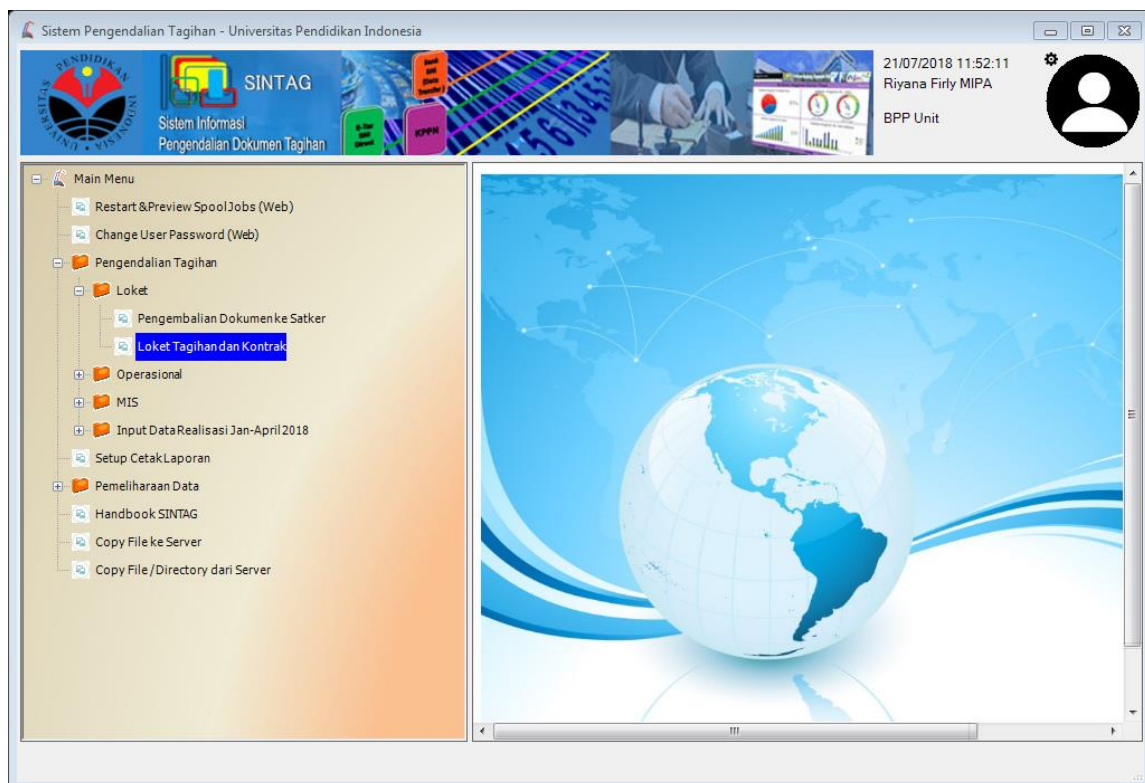 Sistem Pengendalian Tagihan - Universitas Pendidikan Indonesia
UNIVERSITAS PENDIDIKAN INDONESIA
SINTAG
Sistem Informasi
Pengendalian Dokumen Tagihan
KPPN
21/07/2018 11:52:11
Riyana Firly MIPA
BPP Unit
Main Menu
Restart &Preview Spool Jobs (Web)
Change User Password (Web)
Pengendalian Tagihan
Loket
Pengembalian Dokumen ke Satker
Loket Tagihan dan Kontrak
Operasional
MIS
Input Data Realisasi Jan-April 2018
Setup Cetak Laporan
Pemeliharaan Data
Handbook SINTAG
Copy File ke Server
Copy File /Directory dari Server